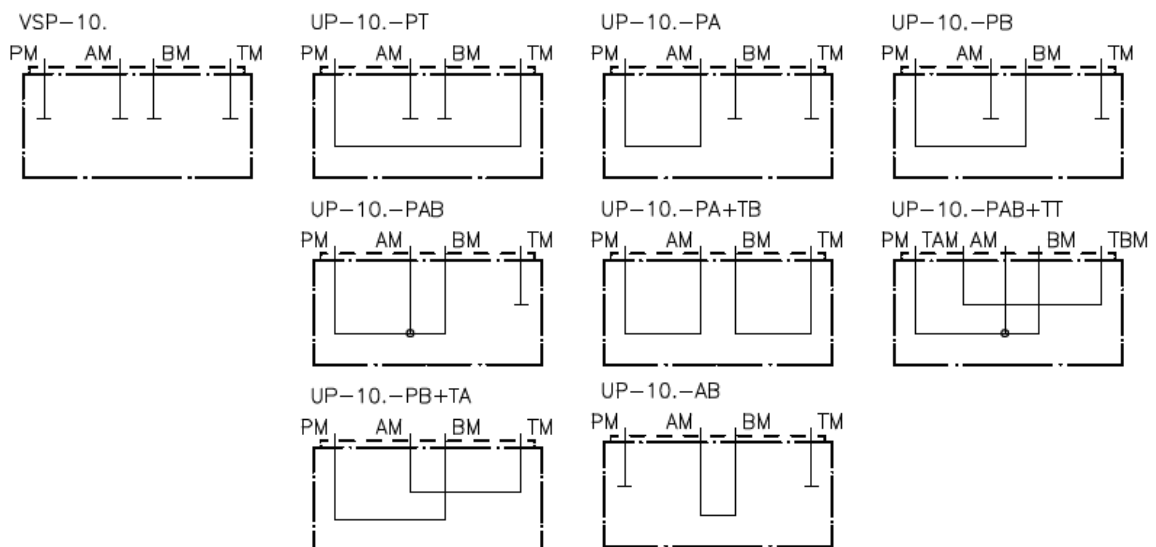 VSP-10.
PM AM BM TM
UP-10.-PT
PM AM BM TM
UP-10.-PA
PM AM BM TM
UP-10.-PB
PM AM BM TM
UP-10.-PAB
PM AM BM TM
UP-10.-PA+TB
PM AM BM TM
UP-10.-PAB+TT
PM TAM AM BM TBM
UP-10.-PB+TA
PM AM BM TM
UP-10.-AB
PM AM BM TM